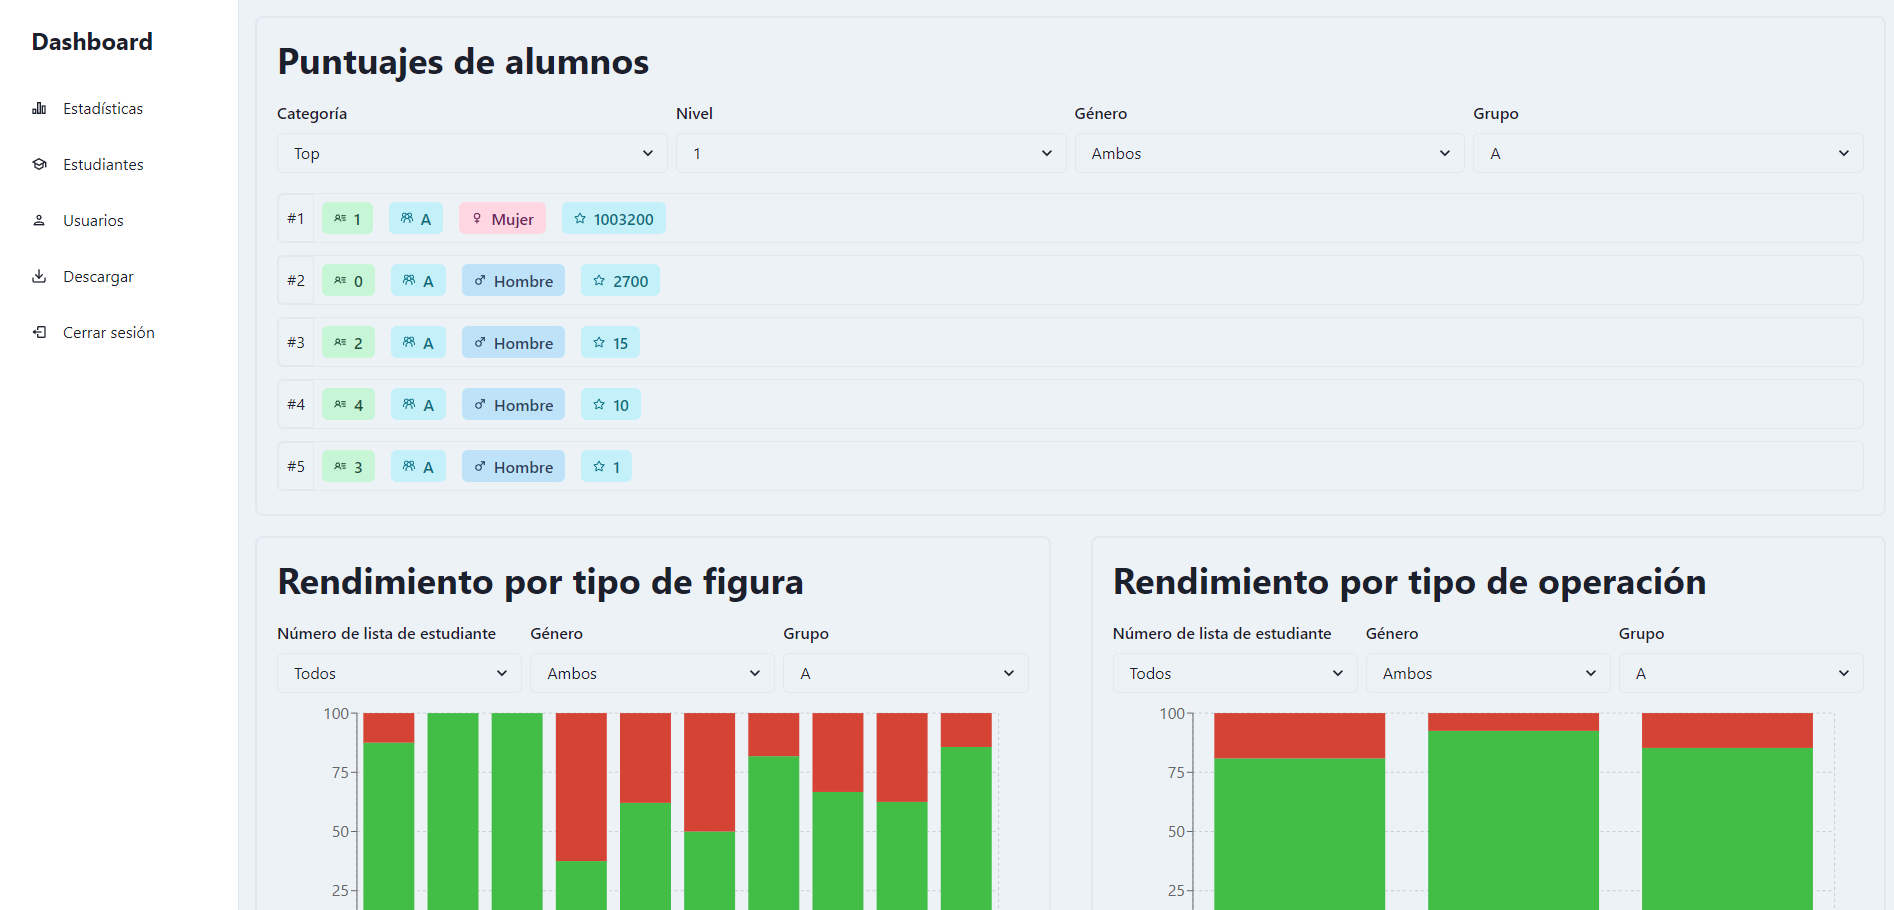 Dashboard
Estadísticas
Estudiantes
Usuarios
Descargar
Cerrar sesión
Puntuajes de alumnos
Categoría Nivel Género Grupo
Top 1 Ambos A
#1 1 A Mujer 1003200
#2 0 A Hombre 2700
#3 2 A Hombre 15
#4 4 A Hombre 10
#5 3 A Hombre 1
Rendimiento por tipo de figura
Número de lista de estudiante Género Grupo
Todos Ambos A
100
75
50
25
Rendimiento por tipo de operación
Número de lista de estudiante Género Grupo
Todos Ambos A
100
75
50
25